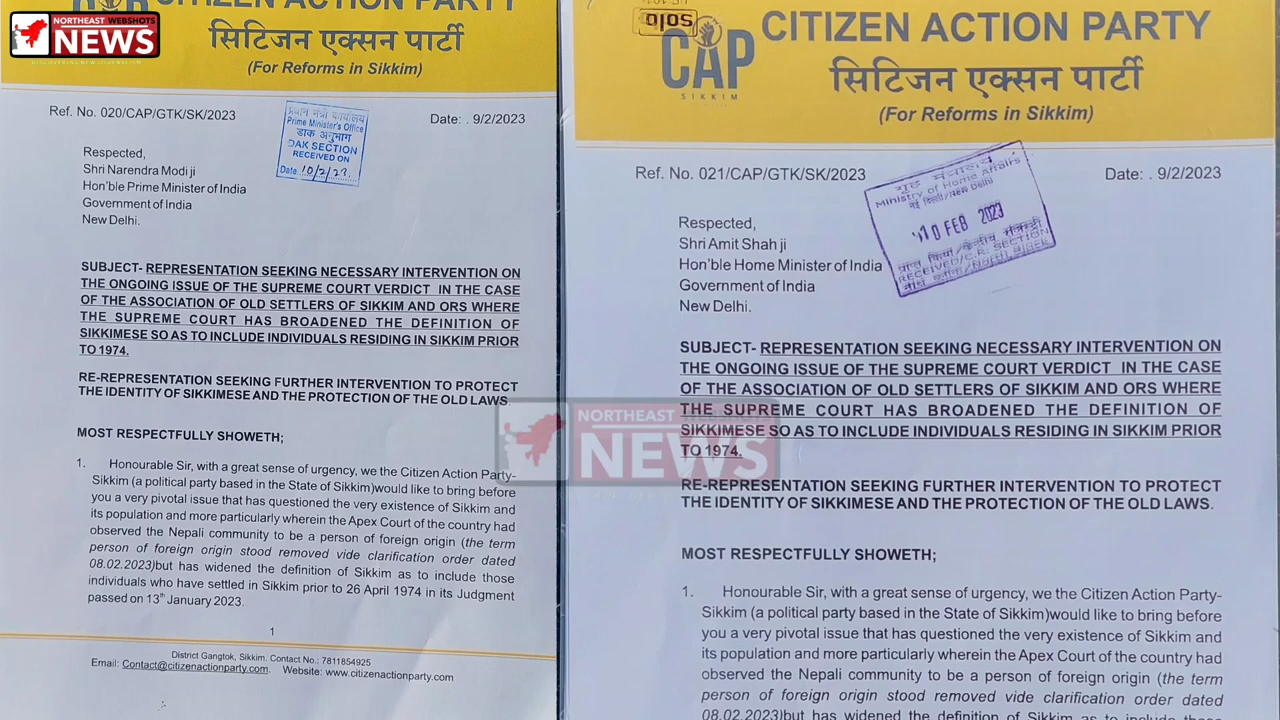 NORTHEAST WEBSHOTS
NEWS
CITIZEN ACTION PARTY
सिटिजन एक्सन पार्टी
(For Reforms in Sikkim)
Ref. No. 020/CAP/GTK/SK/2023
Date: . 9/2/2023
प्रधान मंत्री कार्यालय
Prime Minister's Office
डाक अनुभाग
DAK SECTION
RECEIVED ON
Date 10/2/23
Respected,
Shri Narendra Modi ji
Hon'ble Prime Minister of India
Government of India
New Delhi.
SUBJECT- REPRESENTATION SEEKING NECESSARY INTERVENTION ON
THE ONGOING ISSUE OF THE SUPREME COURT VERDICT IN THE CASE
OF THE ASSOCIATION OF OLD SETTLERS OF SIKKIM AND ORS WHERE
THE SUPREME COURT HAS BROADENED THE DEFINITION OF
SIKKIMESE SO AS TO INCLUDE INDIVIDUALS RESIDING IN SIKKIM PRIOR
TO 1974.
RE-REPRESENTATION SEEKING FURTHER INTERVENTION TO PROTECT
THE IDENTITY OF SIKKIMESE AND THE PROTECTION OF THE OLD LAWS.
MOST RESPECTFULLY SHOWETH;
1. Honourable Sir, with a great sense of urgency, we the Citizen Action Party-
Sikkim (a political party based in the State of Sikkim)would like to bring before
you a very pivotal issue that has questioned the very existence of Sikkim and
its population and more particularly wherein the Apex Court of the country had
observed the Nepali community to be a person of foreign origin (the term
person of foreign origin stood removed vide clarification order dated
08.02.2023)but has widened the definition of Sikkim as to include those
individuals who have settled in Sikkim prior to 26 April 1974 in its Judgment
passed on 13th January 2023.
1
District Gangtok, Sikkim. Contact No.: 7811854925
Email: Contact@citizenactionparty.com. Website: www.citizenactionparty.com
Solo
CAP
SIKKIM
CITIZEN ACTION PARTY
सिटिजन एक्सन पार्टी
(For Reforms in Sikkim)
Ref. No. 021/CAP/GTK/SK/2023
Date: . 9/2/2023
गृह मंत्रालय
Ministry of Home Affairs
नई दिल्ली/New Delhi
10 FEB 2023
RECEIVED/C.R. SECTION
Respected,
Shri Amit Shah ji
Hon'ble Home Minister of India
Government of India
New Delhi.
SUBJECT- REPRESENTATION SEEKING NECESSARY INTERVENTION ON
THE ONGOING ISSUE OF THE SUPREME COURT VERDICT IN THE CASE
OF THE ASSOCIATION OF OLD SETTLERS OF SIKKIM AND ORS WHERE
THE SUPREME COURT HAS BROADENED THE DEFINITION OF
SIKKIMESE SO AS TO INCLUDE INDIVIDUALS RESIDING IN SIKKIM PRIOR
TO 1974.
RE-REPRESENTATION SEEKING FURTHER INTERVENTION TO PROTECT
THE IDENTITY OF SIKKIMESE AND THE PROTECTION OF THE OLD LAWS.
MOST RESPECTFULLY SHOWETH;
1. Honourable Sir, with a great sense of urgency, we the Citizen Action Party-
Sikkim (a political party based in the State of Sikkim)would like to bring before
you a very pivotal issue that has questioned the very existence of Sikkim and
its population and more particularly wherein the Apex Court of the country had
observed the Nepali community to be a person of foreign origin (the term
person of foreign origin stood removed vide clarification order dated
08.02.2023)but has widened the definition of Sikkim as to include those
NORTHEAST WEBSHOTS
NEWS